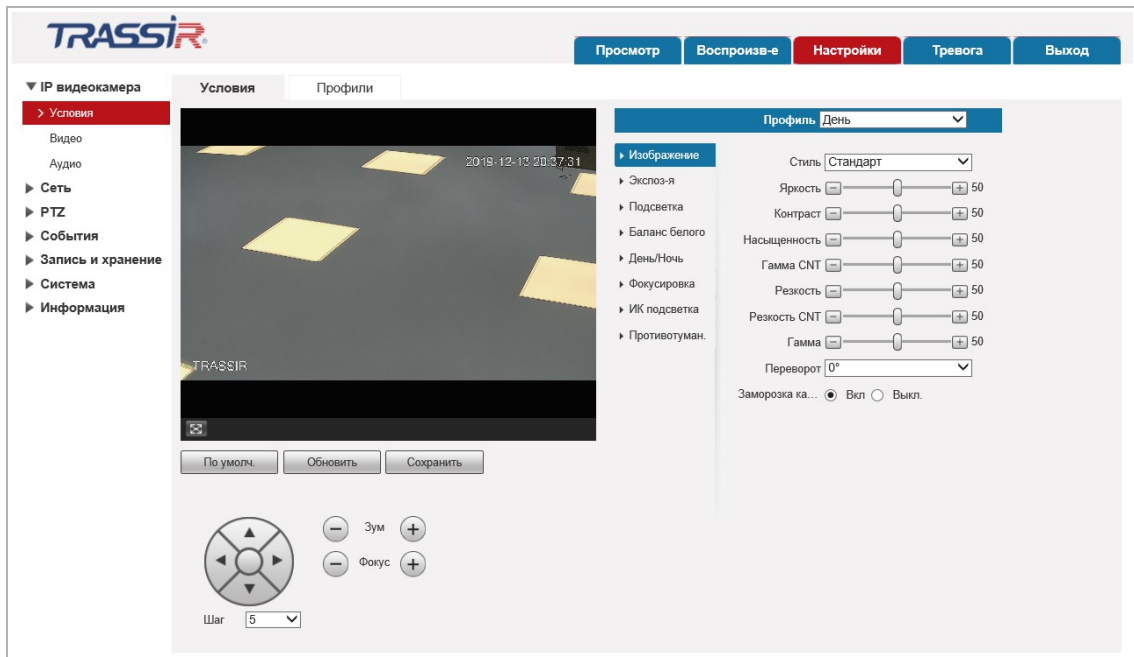 TRASSIR
Просмотр
Воспроизв-е
Настройки
Тревога
Выход
IP видеокамера
Условия
Видео
Аудио
Сеть
PTZ
События
Запись и хранение
Система
Информация
Условия
Профили
2019-12-13 20:37:31
TRASSIR
По умолч.
Обновить
Сохранить
Зум
Фокус
Шаг 5
Профиль День
Изображение
Экспоз-я
Подсветка
Баланс белого
День/Ночь
Фокусировка
ИК подсветка
Противотуман.
Стиль Стандарт
Яркость 50
Контраст 50
Насыщенность 50
Гамма CNT 50
Резкость 50
Резкость CNT 50
Гамма 50
Переворот 0°
Заморозка ка... Вкл Выкл.